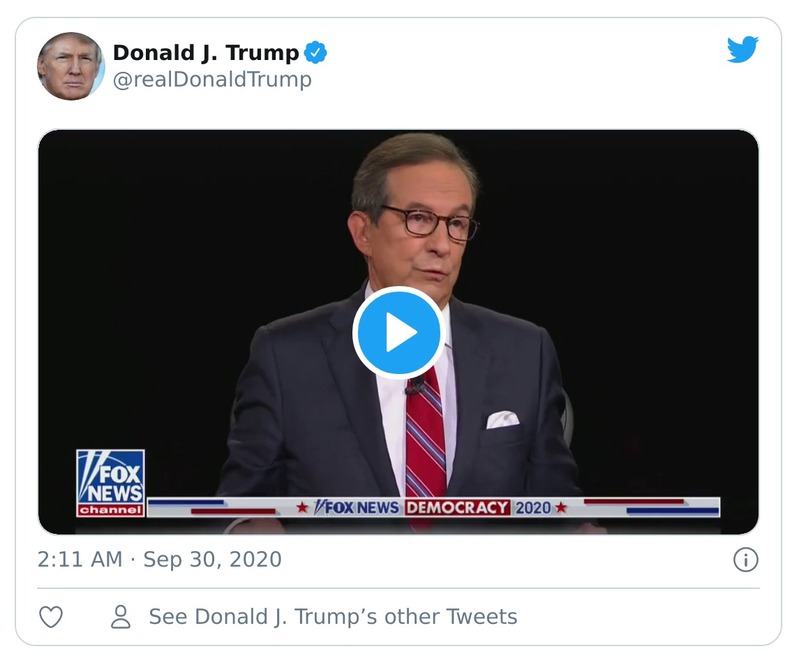 Donald J. Trump
@realDonaldTrump
FOX
NEWS
channel
FOX NEWS DEMOCRACY 2020
2:11 AM · Sep 30, 2020
See Donald J. Trump’s other Tweets